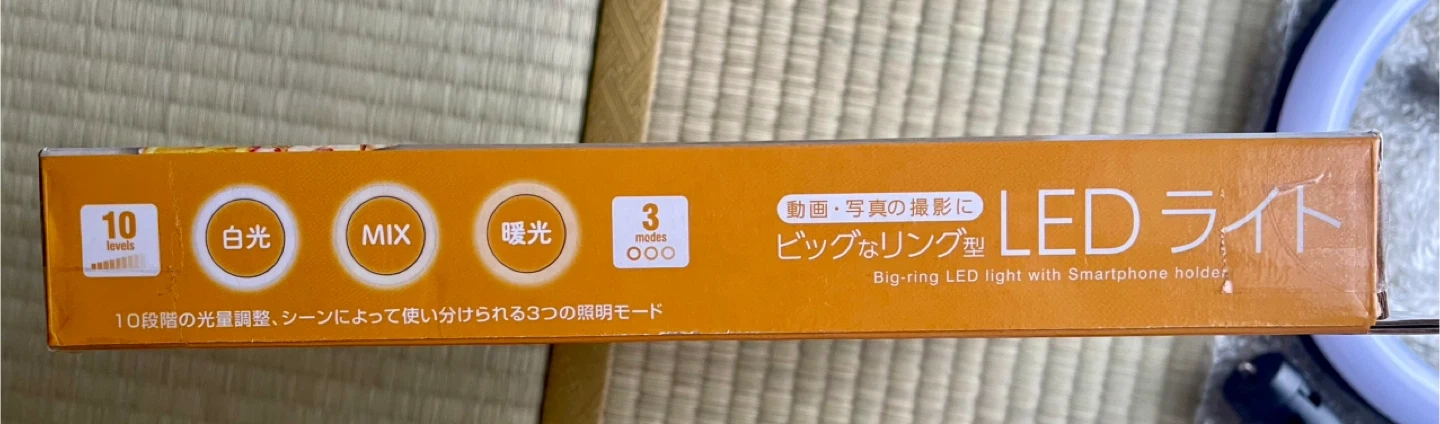 10
levels
白光
MIX
暖光
3
modes
10段階の光量調整、シーンによって使い分けられる3つの照明モード
動画・写真の撮影に
ビッグなリング型
LED ライト
Big-ring LED light with Smartphone holder